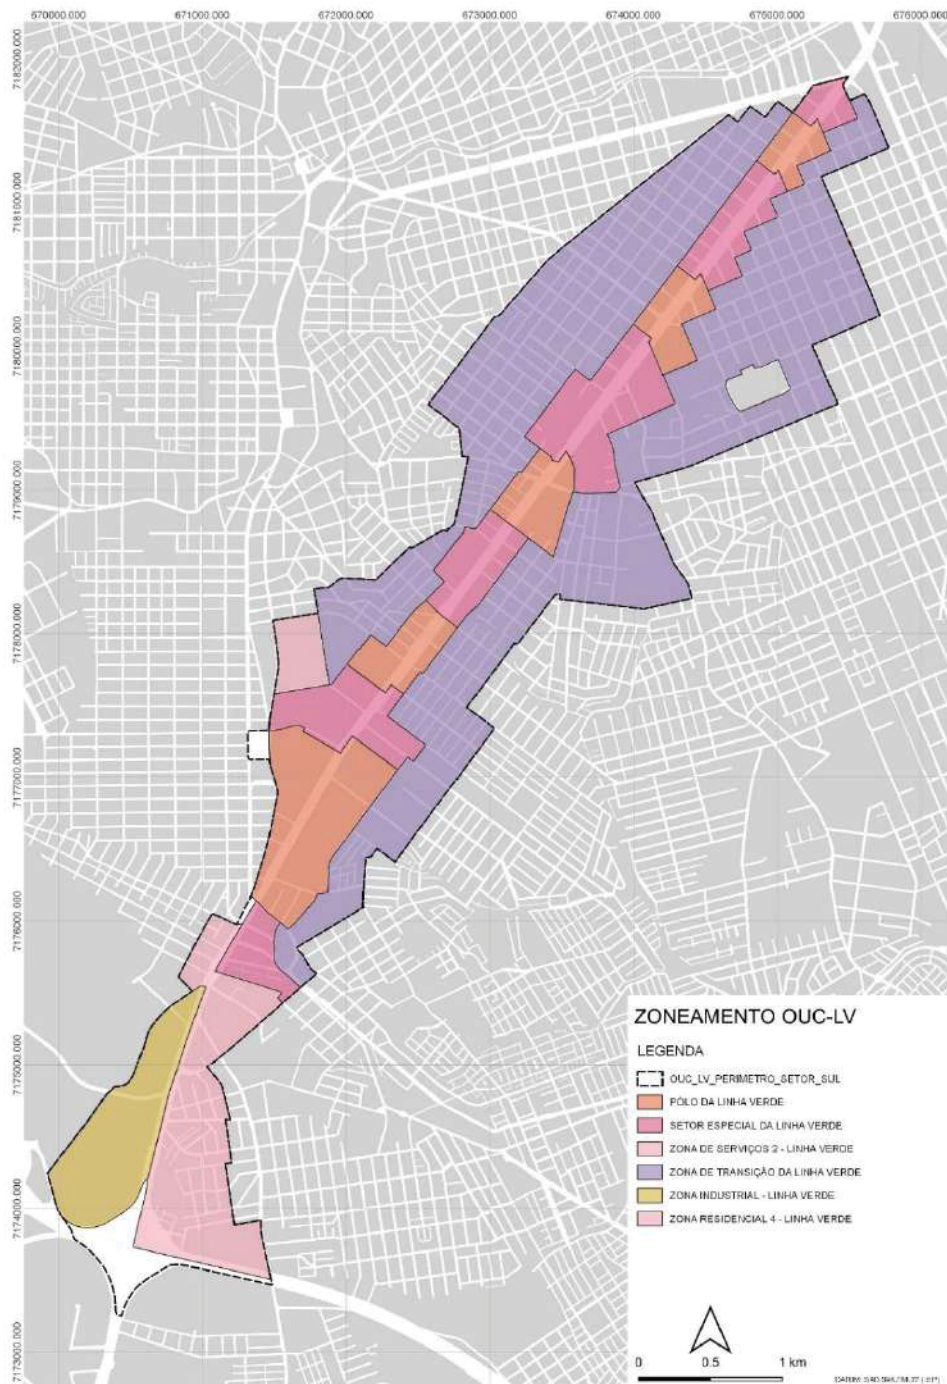 670000.000 671000.000 672000.000 673000.000 674000.000 675000.000 676000.000
7182000.000
7181000.000
7180000.000
7179000.000
7178000.000
7177000.000
7176000.000
7175000.000
7174000.000
7173000.000
ZONEAMENTO OUC-LV
LEGENDA
OUC_LV_PERIMETRO_SETOR_SUL
PÓLO DA LINHA VERDE
SETOR ESPECIAL DA LINHA VERDE
ZONA DE SERVIÇOS 2 - LINHA VERDE
ZONA DE TRANSIÇÃO DA LINHA VERDE
ZONA INDUSTRIAL - LINHA VERDE
ZONA RESIDENCIAL 4 - LINHA VERDE
0 0.5 1 km